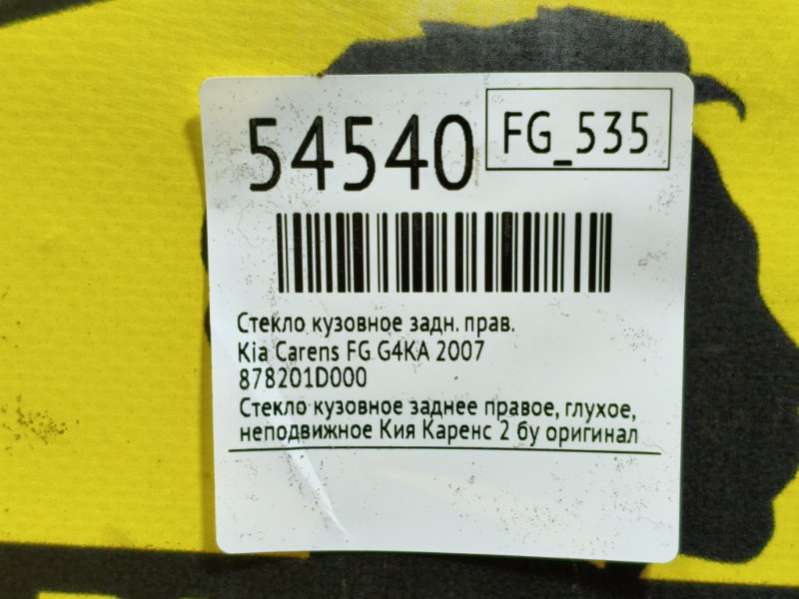 54540
FG_535
Стекло кузовное задн. прав.
Kia Carens FG G4KA 2007
878201D000
Стекло кузовное заднее правое, глухое,
неподвижное Кия Каренс 2 бу оригинал